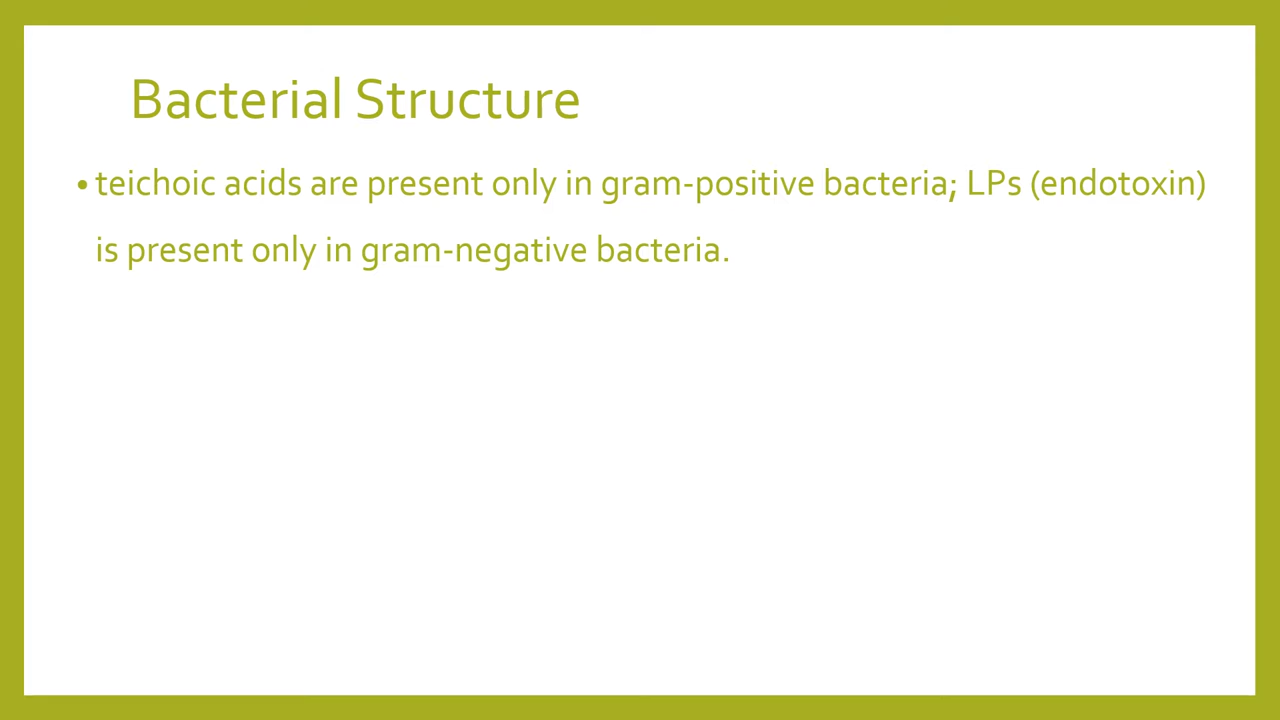 Bacterial Structure
• teichoic acids are present only in gram-positive bacteria; LPs (endotoxin)
is present only in gram-negative bacteria.